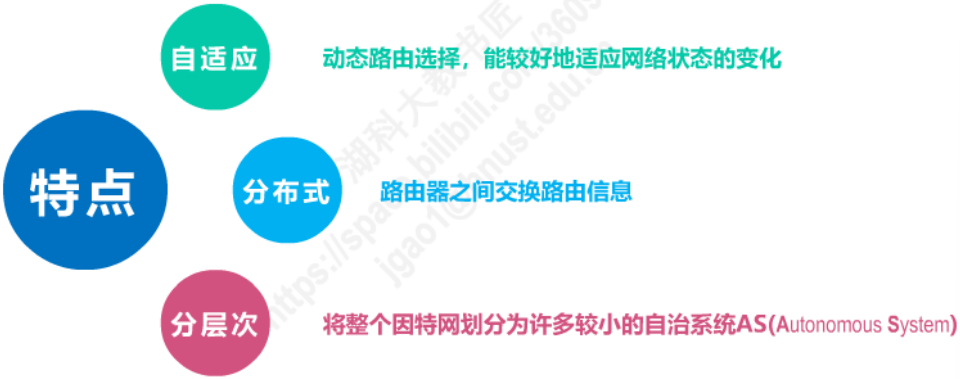 自适应
动态路由选择，能较好地适应网络状态的变化
特点
分布式
路由器之间交换路由信息
分层次
将整个因特网划分为许多较小的自治系统AS(Autonomous System)
湖科大教书匠
https://space.bilibili.com/3609
jgao1@hnust.edu.cn